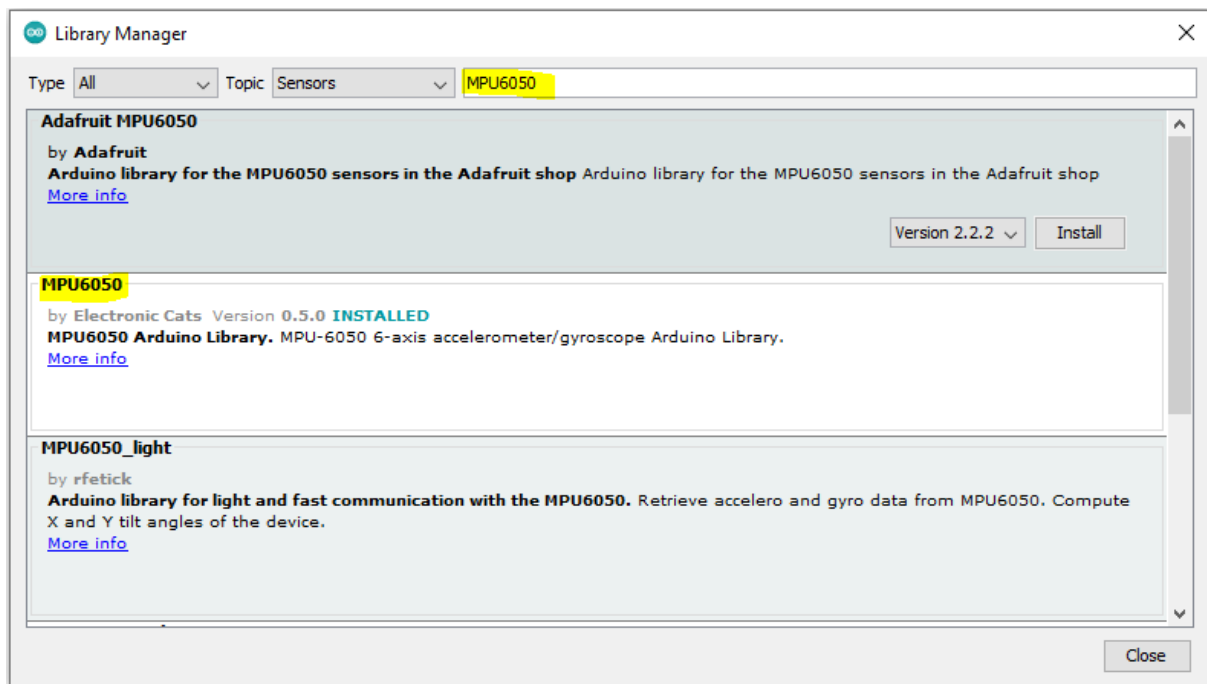 Library Manager
Type All Topic Sensors MPU6050
Adafruit MPU6050
by Adafruit
Arduino library for the MPU6050 sensors in the Adafruit shop Arduino library for the MPU6050 sensors in the Adafruit shop
More info
Version 2.2.2 Install
MPU6050
by Electronic Cats Version 0.5.0 INSTALLED
MPU6050 Arduino Library. MPU-6050 6-axis accelerometer/gyroscope Arduino Library.
More info
MPU6050_light
by rfetick
Arduino library for light and fast communication with the MPU6050. Retrieve accelero and gyro data from MPU6050. Compute
X and Y tilt angles of the device.
More info
Close